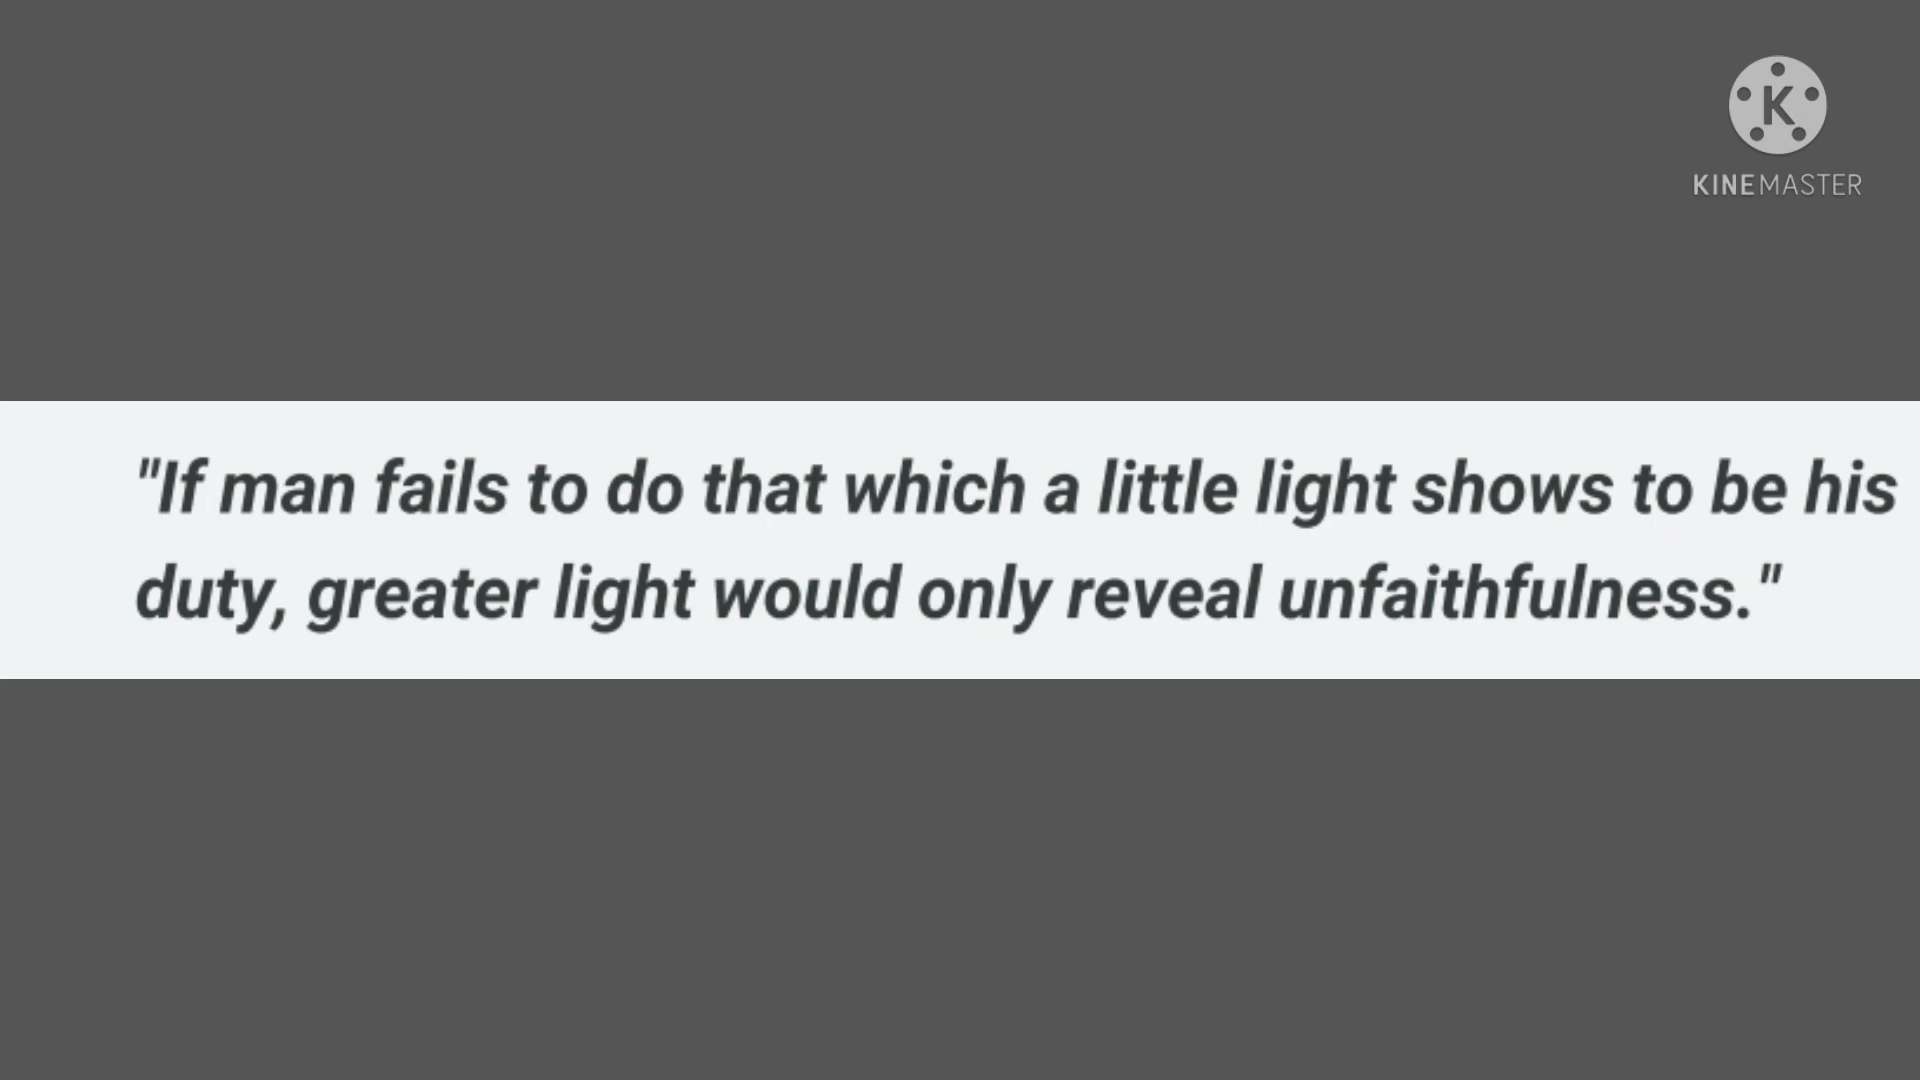 K
KINEMASTER
"If man fails to do that which a little light shows to be his
duty, greater light would only reveal unfaithfulness."